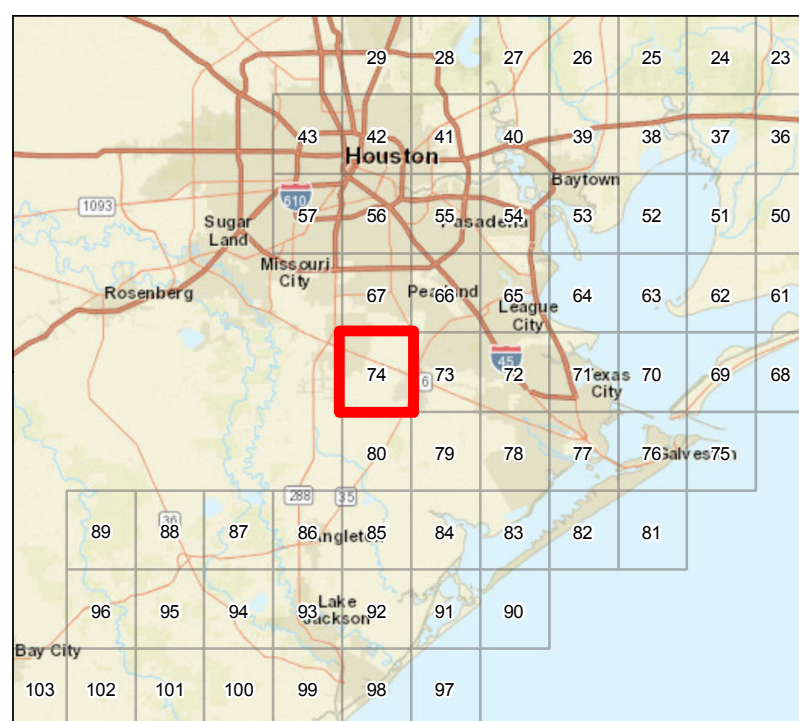 29 28 27 26 25 24 23
43 42 41 40 39 38 37 36
Houston
Baytown
1093
610
57 56 55 54 53 52 51 50
Pasadena
Sugar
Land
Missouri
City
Rosenberg
67 66 65 64 63 62 61
Pearland
League
City
45
74 73 72 71 70 69 68
6
Texas
City
80 79 78 77 76 75
Galveston
288 35
89 88 87 86 85 84 83 82 81
36
Angleton
96 95 94 93 92 91 90
Lake
Jackson
Bay City
103 102 101 100 99 98 97